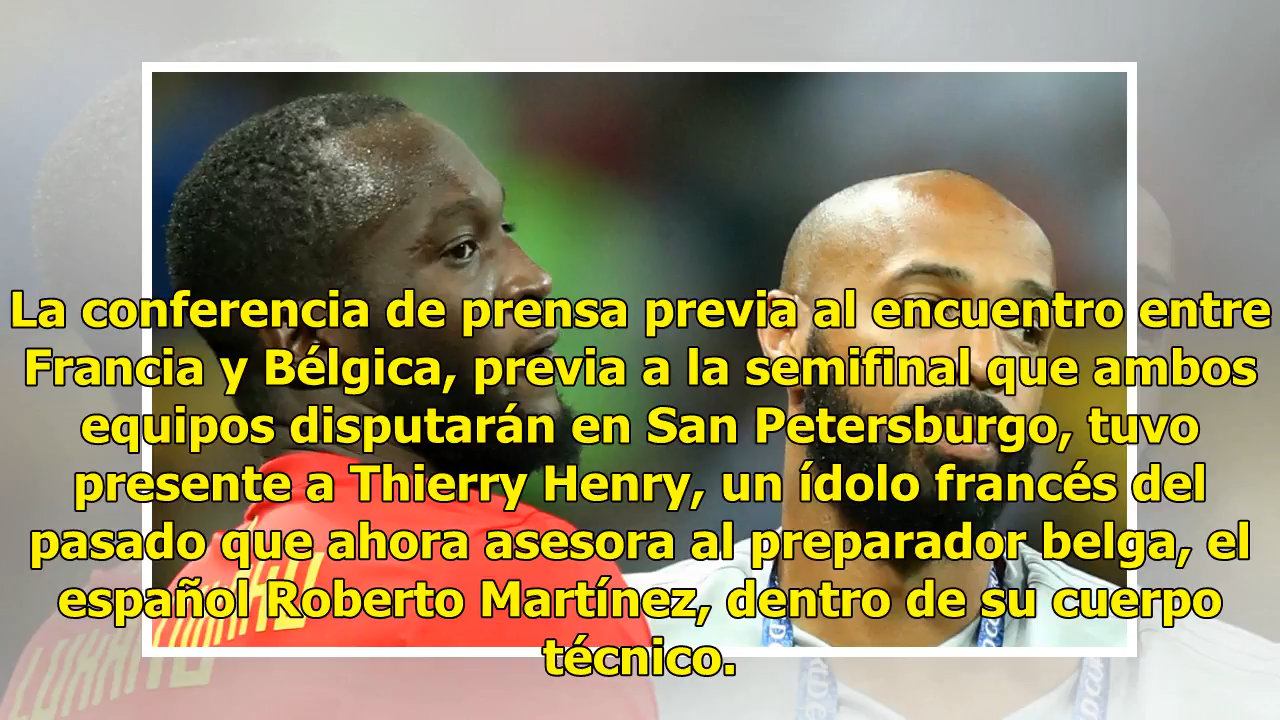 La conferencia de prensa previa al encuentro entre
Francia y Bélgica, previa a la semifinal que ambos
equipos disputarán en San Petersburgo, tuvo
presente a Thierry Henry, un ídolo francés del
pasado que ahora asesora al preparador belga, el
español Roberto Martínez, dentro de su cuerpo
técnico.